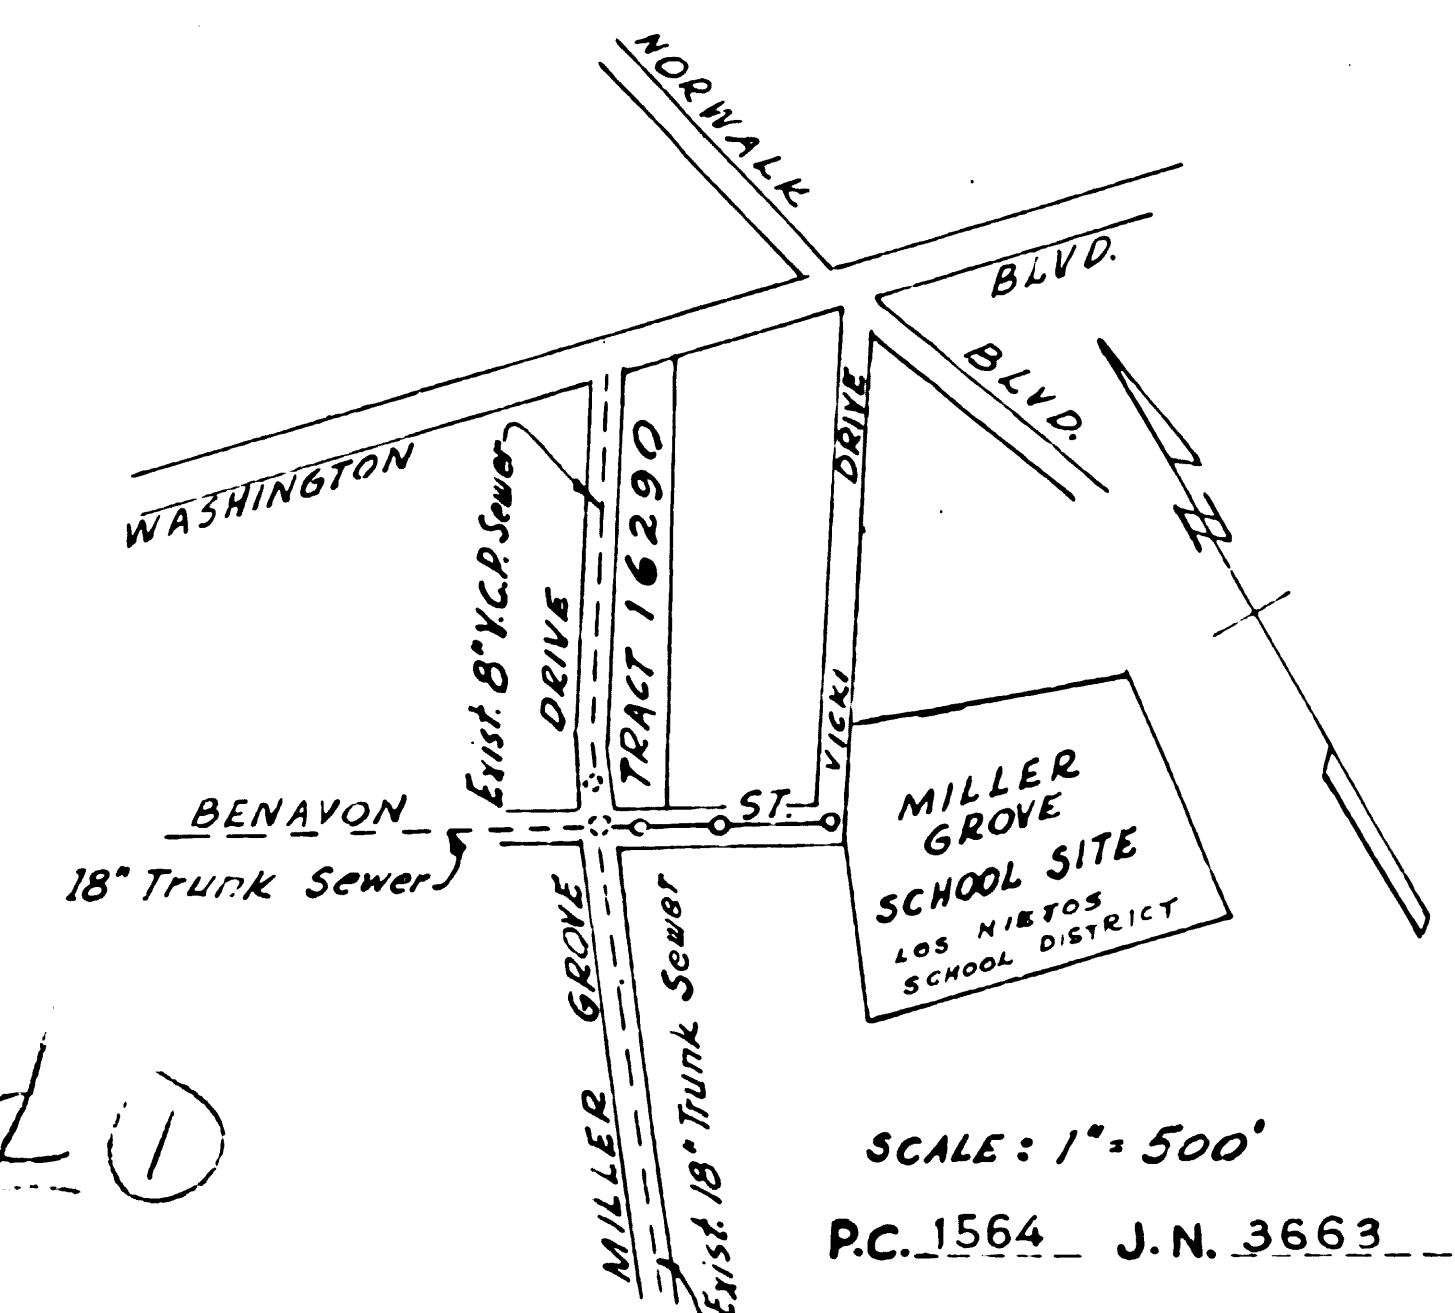 NORWALK
BLVD.
BLVD.
WASHINGTON
DRIVE
Exist. 8" V.C.P. Sewer
DRIVE
TRACT 16290
VICKI
BENAVON
ST.
18" Trunk Sewer
MILLER
GROVE
SCHOOL SITE
LOS NIETOS
SCHOOL DISTRICT
MILLER GROVE
Exist. 18" Trunk Sewer
N
1
SCALE: 1" = 500'
P.C. 1564 J.N. 3663